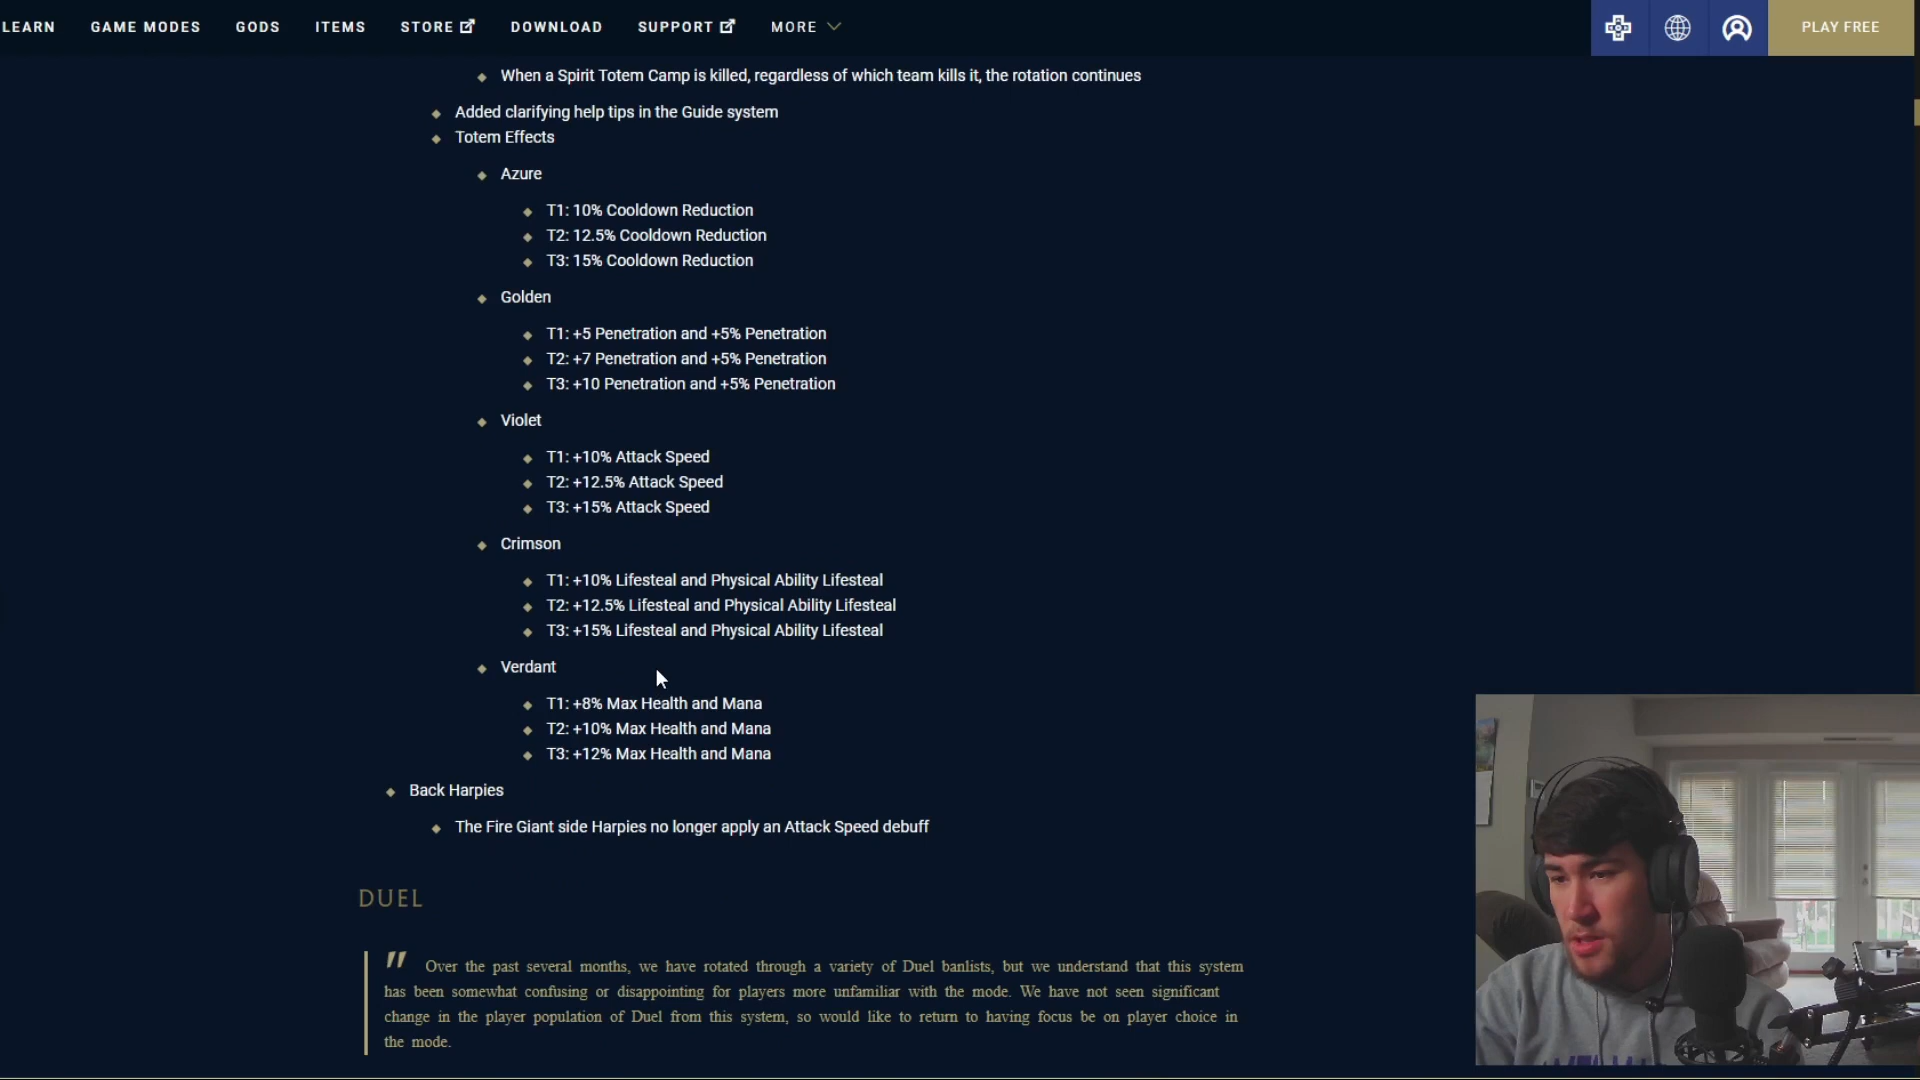 LEARN GAME MODES GODS ITEMS STORE DOWNLOAD SUPPORT MORE PLAY FREE
When a Spirit Totem Camp is killed, regardless of which team kills it, the rotation continues
Added clarifying help tips in the Guide system
Totem Effects
Azure
T1: 10% Cooldown Reduction
T2: 12.5% Cooldown Reduction
T3: 15% Cooldown Reduction
Golden
T1: +5 Penetration and +5% Penetration
T2: +7 Penetration and +5% Penetration
T3: +10 Penetration and +5% Penetration
Violet
T1: +10% Attack Speed
T2: +12.5% Attack Speed
T3: +15% Attack Speed
Crimson
T1: +10% Lifesteal and Physical Ability Lifesteal
T2: +12.5% Lifesteal and Physical Ability Lifesteal
T3: +15% Lifesteal and Physical Ability Lifesteal
Verdant
T1: +8% Max Health and Mana
T2: +10% Max Health and Mana
T3: +12% Max Health and Mana
Back Harpies
The Fire Giant side Harpies no longer apply an Attack Speed debuff
DUEL
" Over the past several months, we have rotated through a variety of Duel banlists, but we understand that this system
has been somewhat confusing or disappointing for players more unfamiliar with the mode. We have not seen significant
change in the player population of Duel from this system, so would like to return to having focus be on player choice in
the mode.